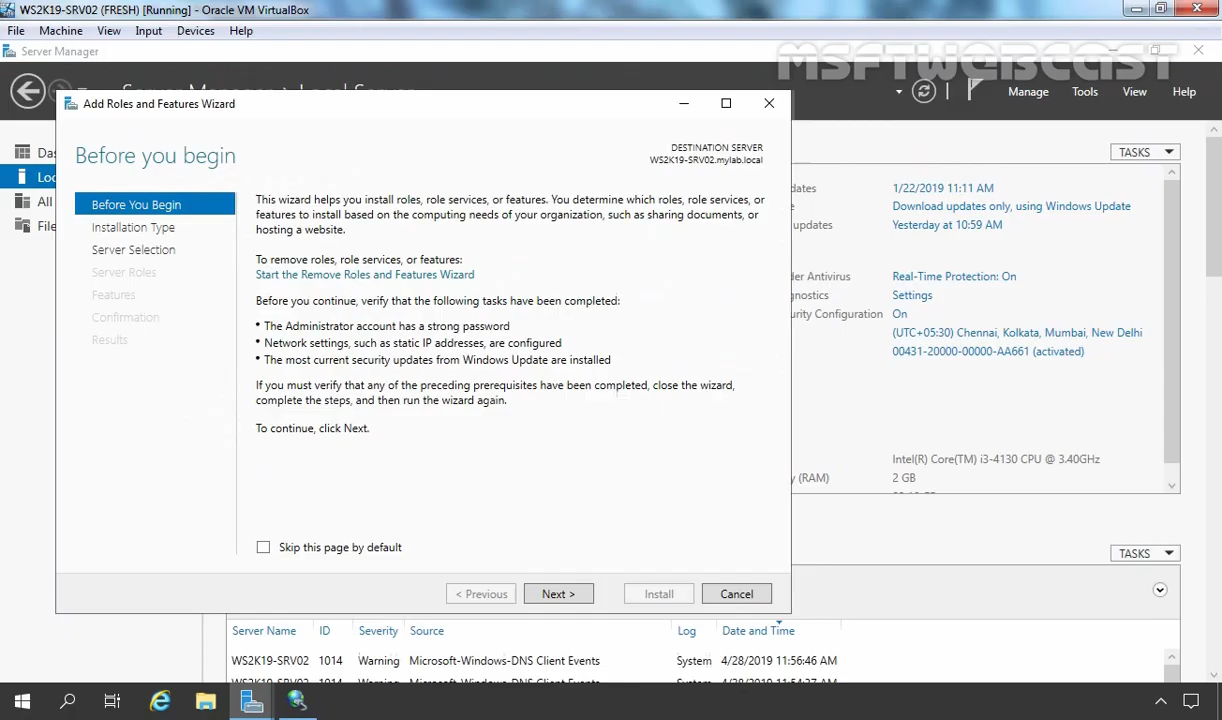 WS2K19-SRV02 (FRESH) [Running] - Oracle VM VirtualBox
File Machine View Input Devices Help
Server Manager
MSFTWEBCAST
Manage Tools View Help
Add Roles and Features Wizard
Before you begin
DESTINATION SERVER
WS2K19-SRV02.mylab.local
Before You Begin
Installation Type
Server Selection
Server Roles
Features
Confirmation
Results
This wizard helps you install roles, role services, or features. You determine which roles, role services, or
features to install based on the computing needs of your organization, such as sharing documents, or
hosting a website.
To remove roles, role services, or features:
Start the Remove Roles and Features Wizard
Before you continue, verify that the following tasks have been completed:
• The Administrator account has a strong password
• Network settings, such as static IP addresses, are configured
• The most current security updates from Windows Update are installed
If you must verify that any of the preceding prerequisites have been completed, close the wizard,
complete the steps, and then run the wizard again.
To continue, click Next.
Skip this page by default
< Previous Next > Install Cancel
TASKS
dates 1/22/2019 11:11 AM
Download updates only, using Windows Update
updates Yesterday at 10:59 AM
der Antivirus Real-Time Protection: On
gnostics Settings
urity Configuration On
(UTC+05:30) Chennai, Kolkata, Mumbai, New Delhi
00431-20000-00000-AA661 (activated)
Intel(R) Core(TM) i3-4130 CPU @ 3.40GHz
y (RAM) 2 GB
TASKS
Server Name ID Severity Source Log Date and Time
WS2K19-SRV02 1014 Warning Microsoft-Windows-DNS Client Events System 4/28/2019 11:56:46 AM